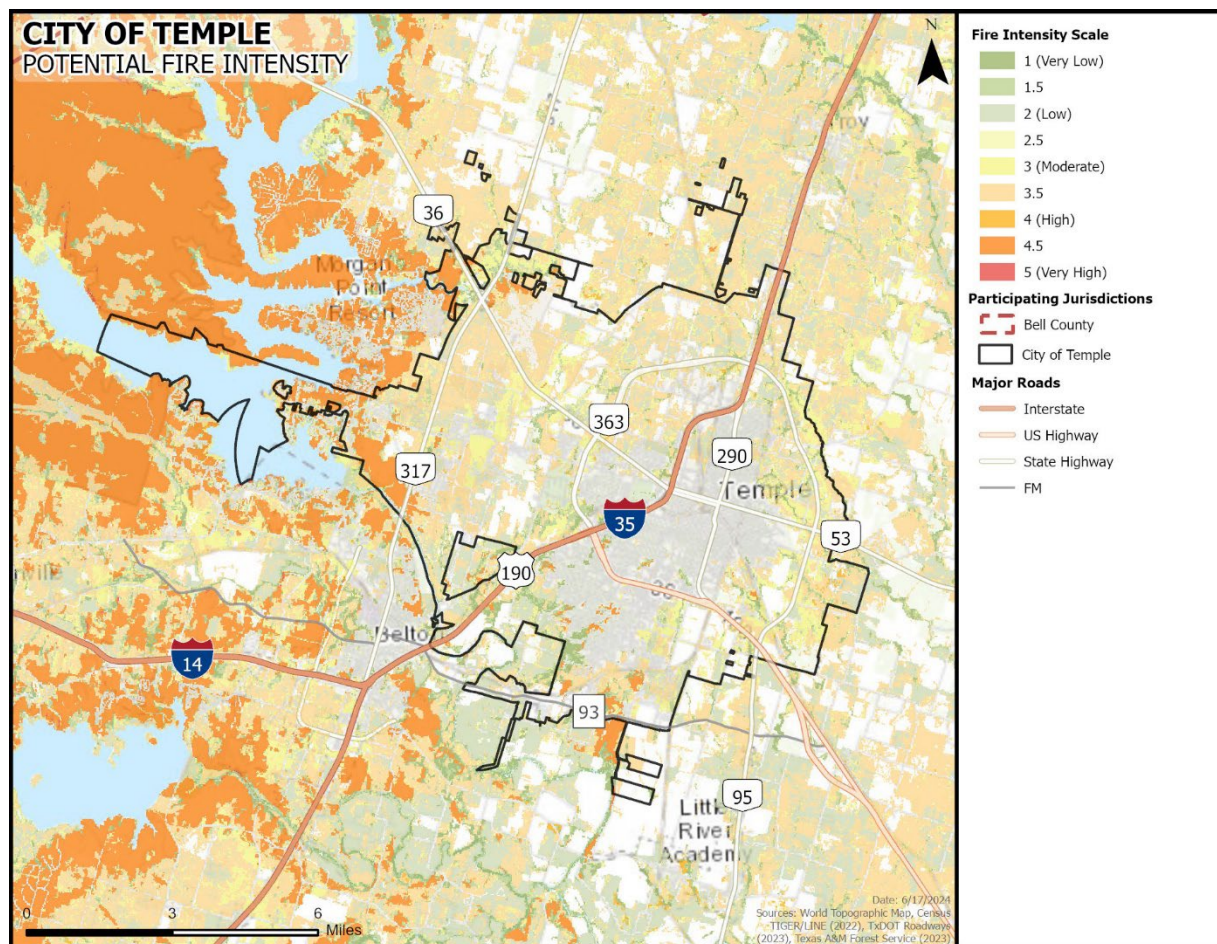 CITY OF TEMPLE
POTENTIAL FIRE INTENSITY
N
Fire Intensity Scale
1 (Very Low)
1.5
2 (Low)
2.5
3 (Moderate)
3.5
4 (High)
4.5
5 (Very High)
Participating Jurisdictions
Bell County
City of Temple
Major Roads
Interstate
US Highway
State Highway
FM
36
Morgan
Point
Resort
363
317
290
Temple
35
53
190
Belto
14
93
95
Little
River
Academy
0 3 6
Miles
Date: 6/17/2024
Sources: World Topographic Map, Census
TIGER/LINE (2022), TxDOT Roadways
(2023), Texas A&M Forest Service (2023)